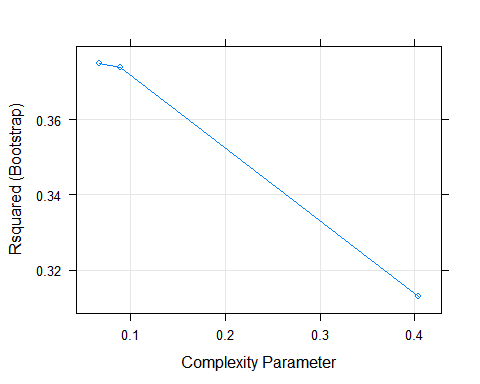 Rsquared (Bootstrap)
0.36
0.34
0.32
0.1 0.2 0.3 0.4
Complexity Parameter